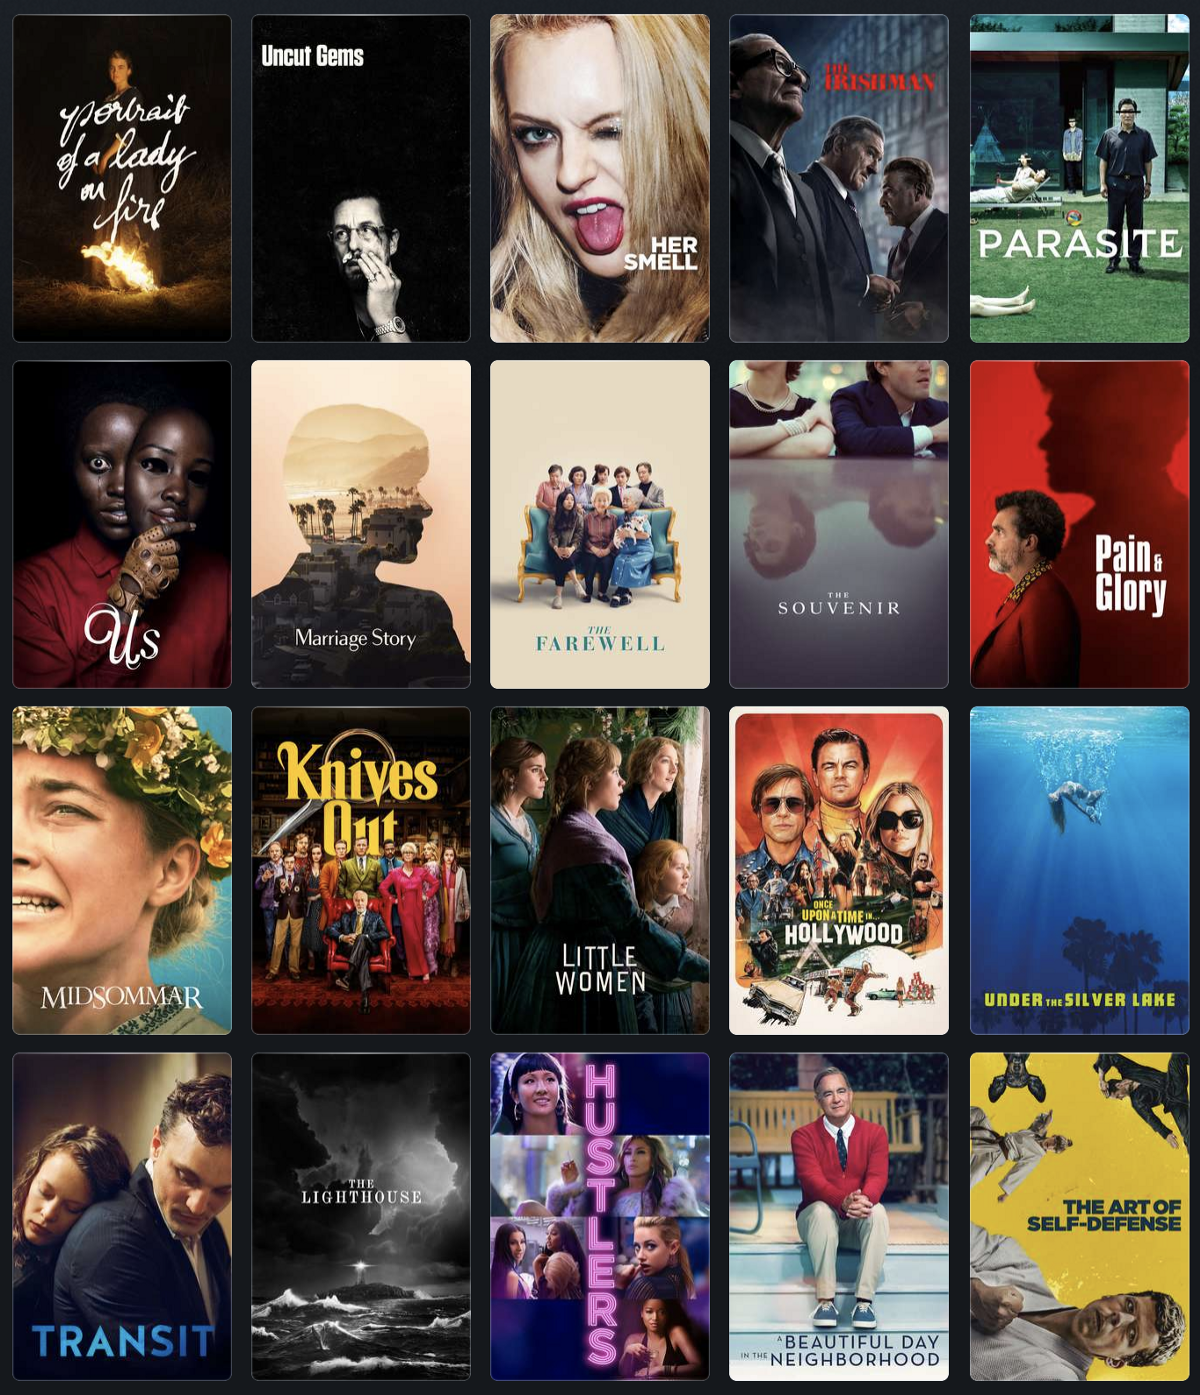 portrait
of a lady
on
fire
Uncut Gems
HER
SMELL
THE
IRISHMAN
PARASITE
Us
Marriage Story
THE
FAREWELL
THE
SOUVENIR
Pain &
Glory
MIDSOMMAR
Knives
Out
LITTLE
WOMEN
ONCE
UPON A TIME IN...
HOLLYWOOD
UNDER THE SILVER LAKE
TRANSIT
THE
LIGHTHOUSE
HUSTLERS
A BEAUTIFUL DAY
IN THE NEIGHBORHOOD
THE ART OF
SELF-DEFENSE